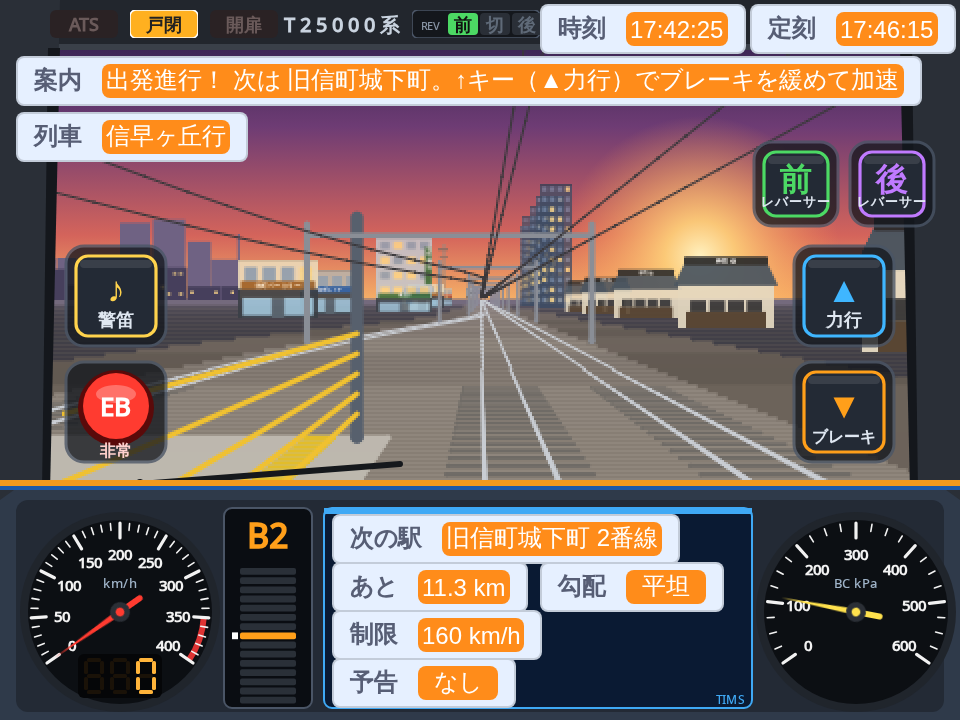 ATS 戸閉 開扉 T25000系 REV 前 切 後
時刻 17:42:25 定刻 17:46:15
案内 出発進行！ 次は 旧信町城下町。↑キー（▲力行）でブレーキを緩めて加速
列車 信早ヶ丘行
前 レバーサー 後 レバーサー
♪ 警笛
▲ 力行
EB 非常
▼ ブレーキ
0 50 100 150 200 250 300 350 400 km/h
0
B2
次の駅 旧信町城下町 2番線
あと 11.3 km 勾配 平坦
制限 160 km/h
予告 なし
TIMS
0 100 200 300 400 500 600 BC kPa